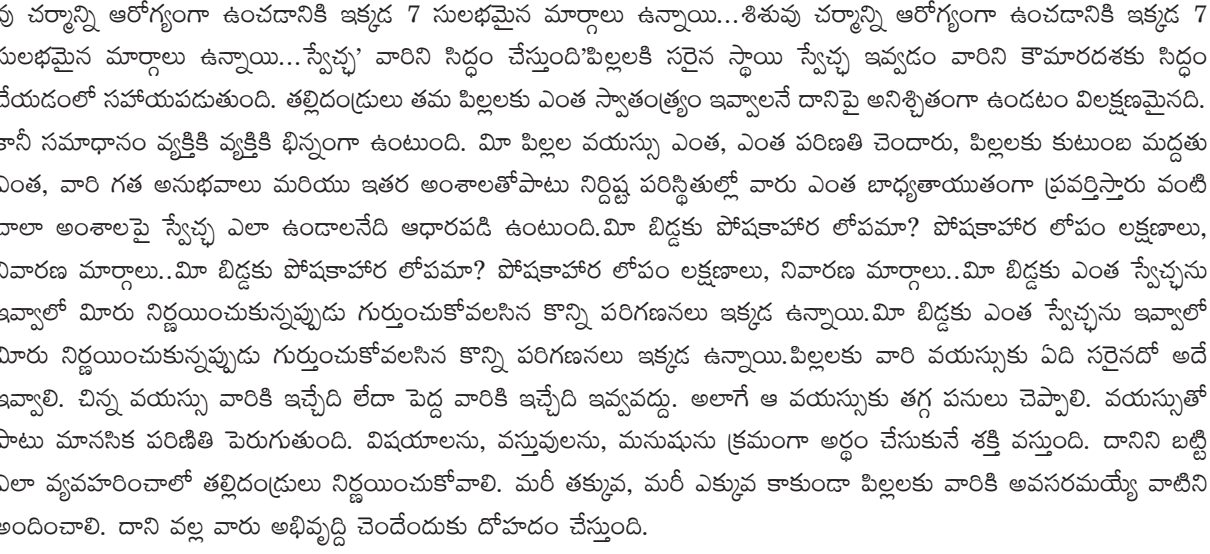 వు చర్మాన్ని ఆరోగ్యంగా ఉంచడానికి ఇక్కడ 7 సులభమైన మార్గాలు ఉన్నాయి...శిశువు చర్మాన్ని ఆరోగ్యంగా ఉంచడానికి ఇక్కడ 7
సులభమైన మార్గాలు ఉన్నాయి...స్వేచ్ఛ' వారిని సిద్ధం చేస్తుంది'పిల్లలకి సరైన స్థాయి స్వేచ్ఛ ఇవ్వడం వారిని కౌమారదశకు సిద్ధం
చేయడంలో సహాయపడుతుంది. తల్లిదండ్రులు తమ పిల్లలకు ఎంత స్వాతంత్ర్యం ఇవ్వాలనే దానిపై అనిశ్చితంగా ఉండటం విలక్షణమైనది.
కానీ సమాధానం వ్యక్తికి వ్యక్తికి భిన్నంగా ఉంటుంది. మీ పిల్లల వయస్సు ఎంత, ఎంత పరిణతి చెందారు, పిల్లలకు కుటుంబ మద్దతు
ఎంత, వారి గత అనుభవాలు మరియు ఇతర అంశాలతోపాటు నిర్దిష్ట పరిస్థితుల్లో వారు ఎంత బాధ్యతాయుతంగా ప్రవర్తిస్తారు వంటి
చాలా అంశాలపై స్వేచ్ఛ ఎలా ఉండాలనేది ఆధారపడి ఉంటుంది.మీ బిడ్డకు పోషకాహార లోపమా? పోషకాహార లోపం లక్షణాలు,
నివారణ మార్గాలు..మీ బిడ్డకు పోషకాహార లోపమా? పోషకాహార లోపం లక్షణాలు, నివారణ మార్గాలు..మీ బిడ్డకు ఎంత స్వేచ్ఛను
ఇవ్వాలో మీరు నిర్ణయించుకున్నప్పుడు గుర్తుంచుకోవలసిన కొన్ని పరిగణనలు ఇక్కడ ఉన్నాయి.మీ బిడ్డకు ఎంత స్వేచ్ఛను ఇవ్వాలో
మీరు నిర్ణయించుకున్నప్పుడు గుర్తుంచుకోవలసిన కొన్ని పరిగణనలు ఇక్కడ ఉన్నాయి.పిల్లలకు వారి వయస్సుకు ఏది సరైనదో అదే
ఇవ్వాలి. చిన్న వయస్సు వారికి ఇచ్చేది లేదా పెద్ద వారికి ఇచ్చేది ఇవ్వవద్దు. అలాగే ఆ వయస్సుకు తగ్గ పనులు చెప్పాలి. వయస్సుతో
పాటు మానసిక పరిణితి పెరుగుతుంది. విషయాలను, వస్తువులను, మనుషును క్రమంగా అర్థం చేసుకునే శక్తి వస్తుంది. దానిని బట్టి
ఎలా వ్యవహరించాలో తల్లిదండ్రులు నిర్ణయించుకోవాలి. మరీ తక్కువ, మరీ ఎక్కువ కాకుండా పిల్లలకు వారికి అవసరమయ్యే వాటిని
అందించాలి. దాని వల్ల వారు అభివృద్ధి చెందేందుకు దోహదం చేస్తుంది.